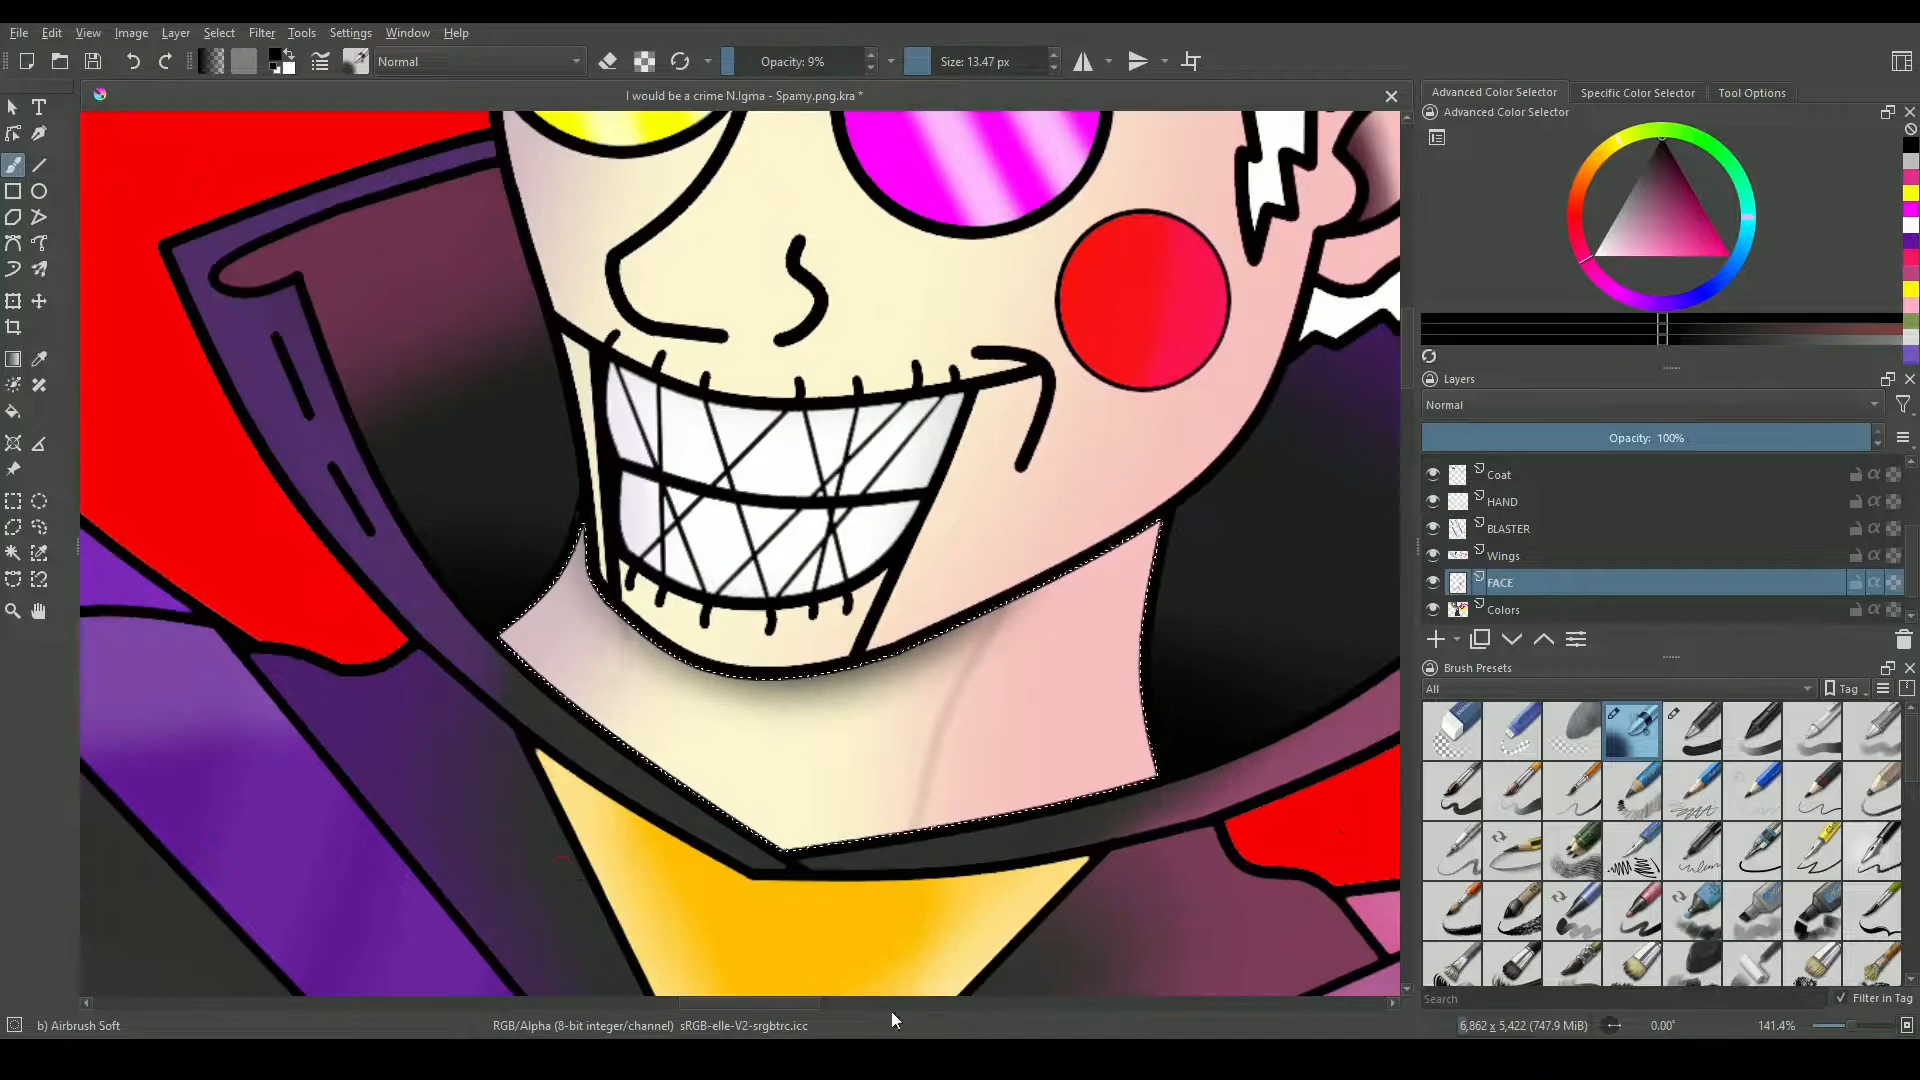 File Edit View Image Layer Select Filter Tools Settings Window Help
Normal
Opacity: 9%
Size: 13.47 px
I would be a crime N.Igma - Spamy.png.kra *
Advanced Color Selector
Specific Color Selector
Tool Options
Advanced Color Selector
Layers
Normal
Opacity: 100%
Coat
HAND
BLASTER
Wings
FACE
Colors
Brush Presets
All
Tag
Search
Filter in Tag
b) Airbrush Soft
RGB/Alpha (8-bit integer/channel) sRGB-elle-V2-srgbtrc.icc
6,862 x 5,422 (747.9 MiB)
0.00°
141.4%